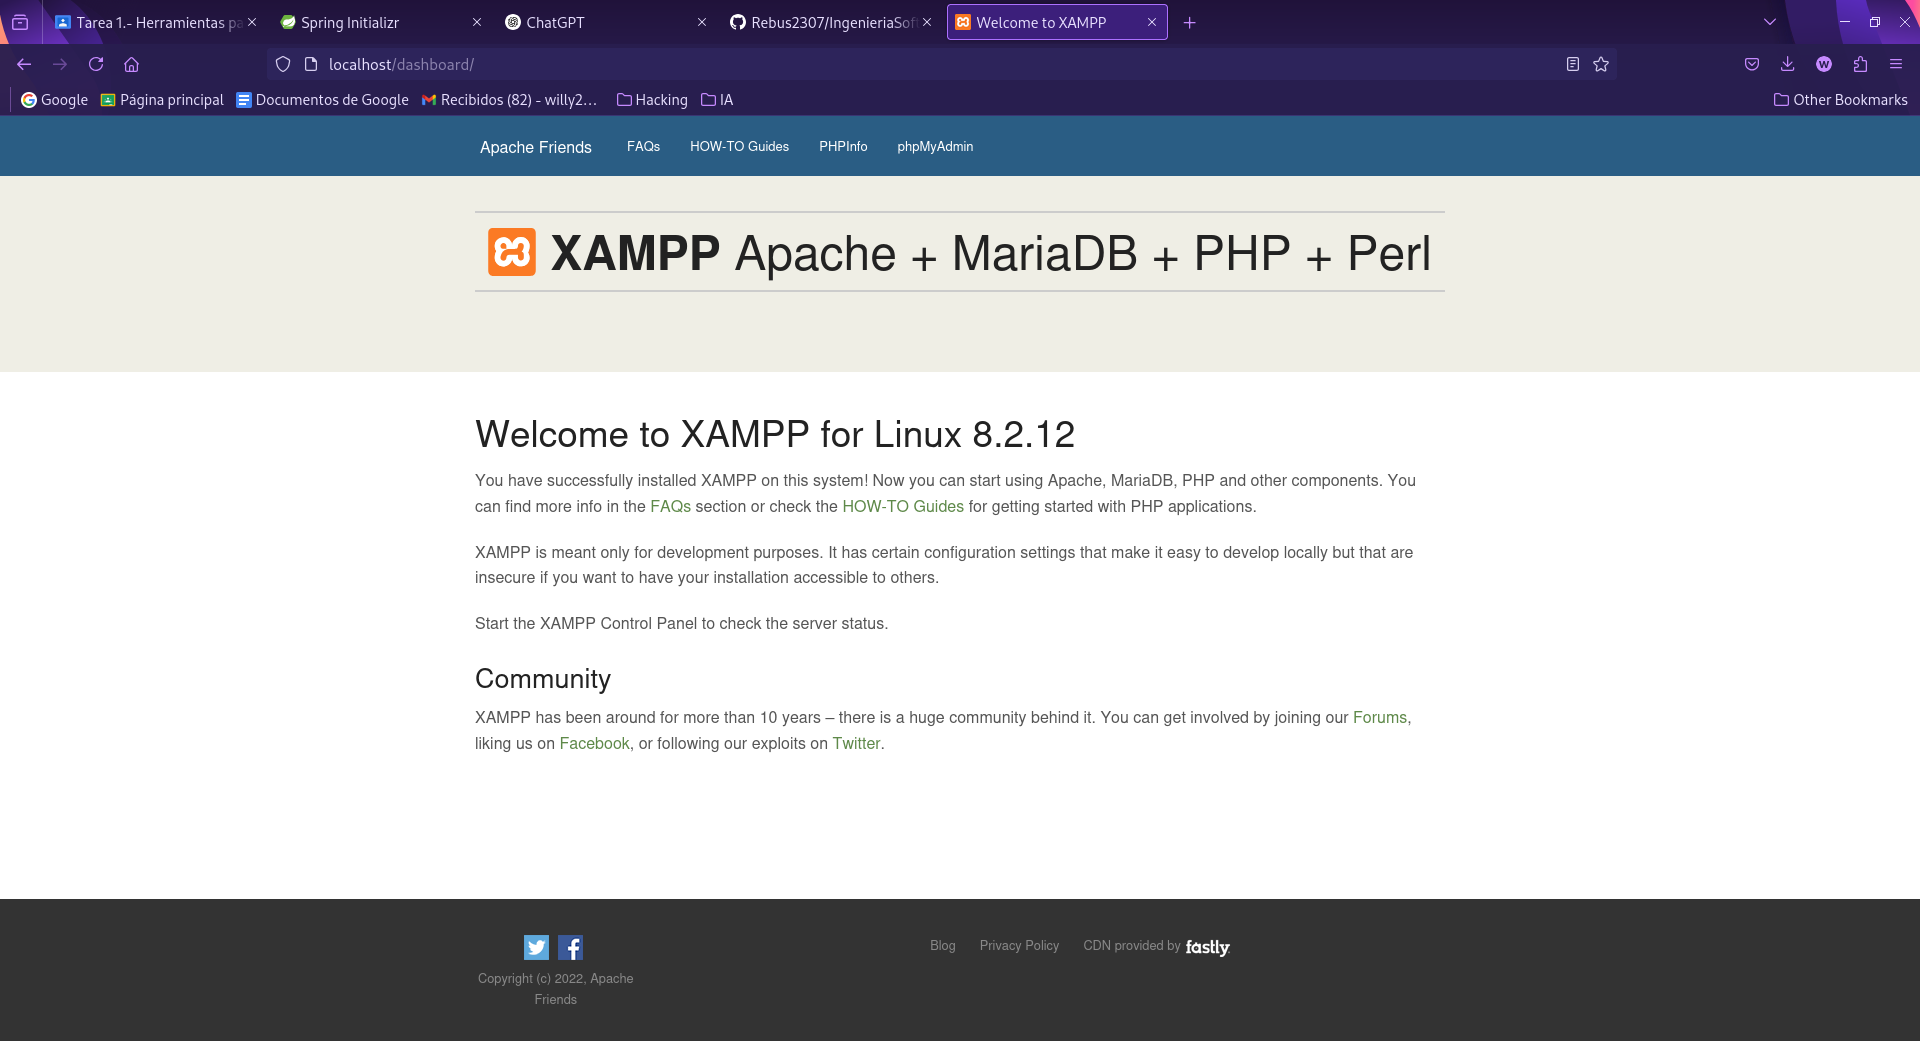 Tarea 1.- Herramientas pa
Spring Initializr
ChatGPT
Rebus2307/IngenieriaSoft
Welcome to XAMPP
localhost/dashboard/
Google
Página principal
Documentos de Google
Recibidos (82) - willy2...
Hacking
IA
Other Bookmarks
Apache Friends
FAQs
HOW-TO Guides
PHPInfo
phpMyAdmin
XAMPP Apache + MariaDB + PHP + Perl
Welcome to XAMPP for Linux 8.2.12
You have successfully installed XAMPP on this system! Now you can start using Apache, MariaDB, PHP and other components. You
can find more info in the FAQs section or check the HOW-TO Guides for getting started with PHP applications.
XAMPP is meant only for development purposes. It has certain configuration settings that make it easy to develop locally but that are
insecure if you want to have your installation accessible to others.
Start the XAMPP Control Panel to check the server status.
Community
XAMPP has been around for more than 10 years – there is a huge community behind it. You can get involved by joining our Forums,
liking us on Facebook, or following our exploits on Twitter.
Blog
Privacy Policy
CDN provided by fastly
Copyright (c) 2022, Apache
Friends